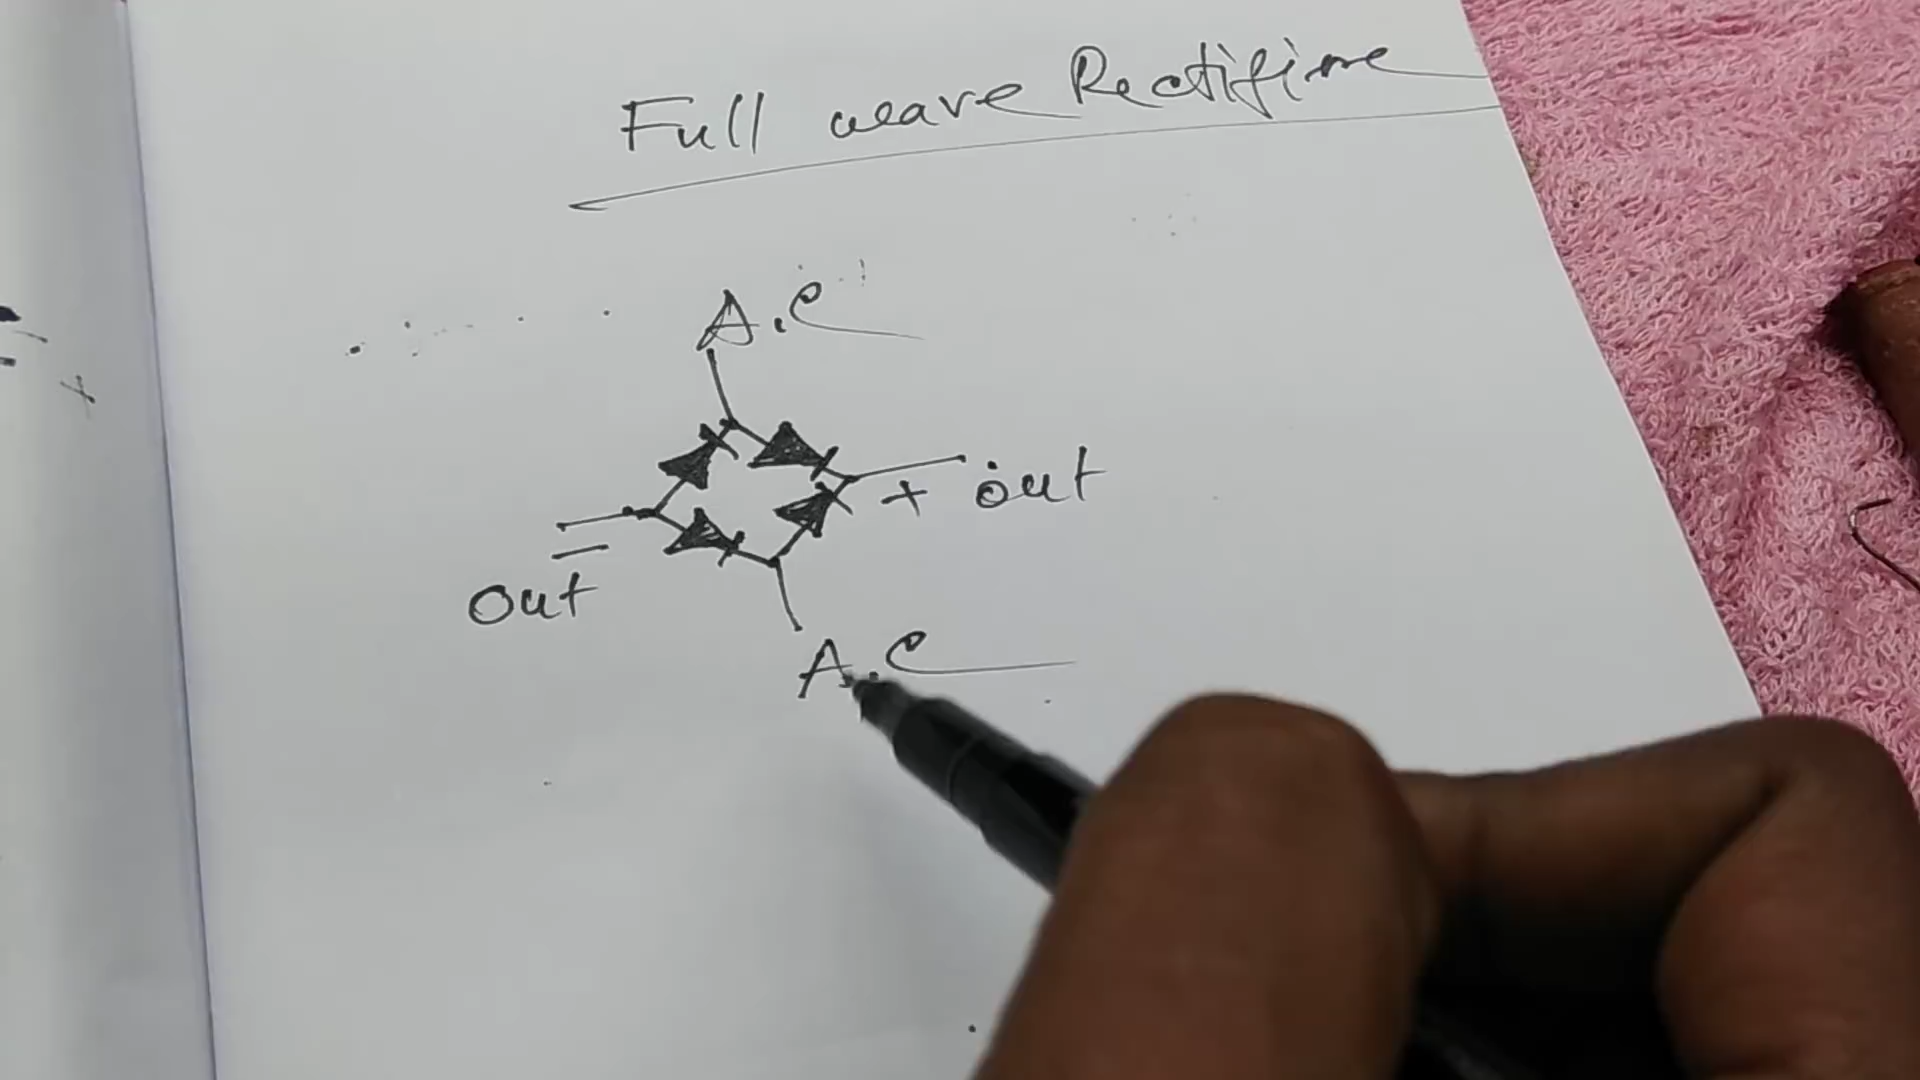 Full wave Rectifire
A.C
+ out
out
A.C